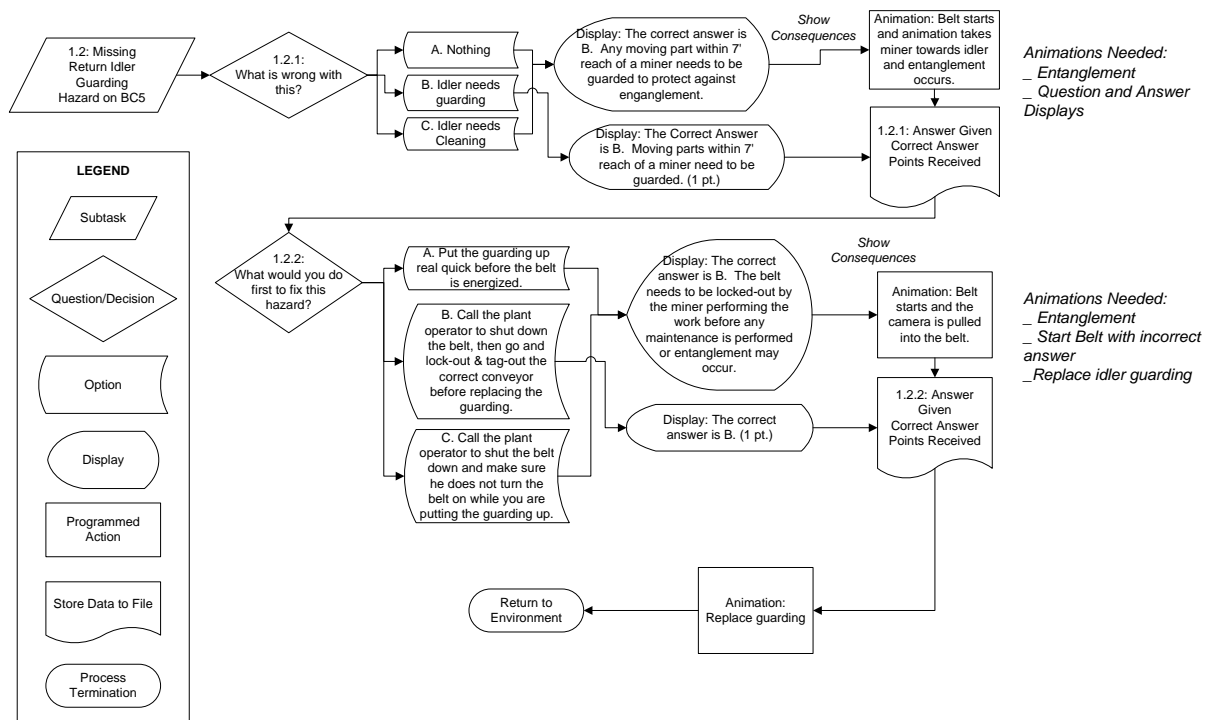 1.2: Missing
Return Idler
Guarding
Hazard on BC5
1.2.1:
What is wrong with
this?
A. Nothing
B. Idler needs
guarding
C. Idler needs
Cleaning
Display: The correct answer is
B.  Any moving part within 7'
reach of a miner needs to be
guarded to protect against
enganglement.
Display: The Correct Answer
is B.  Moving parts within 7'
reach of a miner need to be
guarded. (1 pt.)
Show
Consequences
Animation: Belt starts
and animation takes
miner towards idler
and entanglement
occurs.
1.2.1: Answer Given
Correct Answer
Points Received
Animations Needed:
_ Entanglement
_ Question and Answer
Displays
LEGEND
Subtask
Question/Decision
Option
Display
Programmed
Action
Store Data to File
Process
Termination
1.2.2:
What would you do
first to fix this
hazard?
A. Put the guarding up
real quick before the belt
is energized.
B. Call the plant
operator to shut down
the belt, then go and
lock-out & tag-out the
correct conveyor
before replacing the
guarding.
C. Call the plant
operator to shut the belt
down and make sure
he does not turn the
belt on while you are
putting the guarding up.
Display: The correct
answer is B.  The belt
needs to be locked-out by
the miner performing the
work before any
maintenance is performed
or entanglement may
occur.
Display: The correct
answer is B. (1 pt.)
Show
Consequences
Animation: Belt
starts and the
camera is pulled
into the belt.
1.2.2: Answer
Given
Correct Answer
Points Received
Animations Needed:
_ Entanglement
_ Start Belt with incorrect
answer
_Replace idler guarding
Return to
Environment
Animation:
Replace guarding